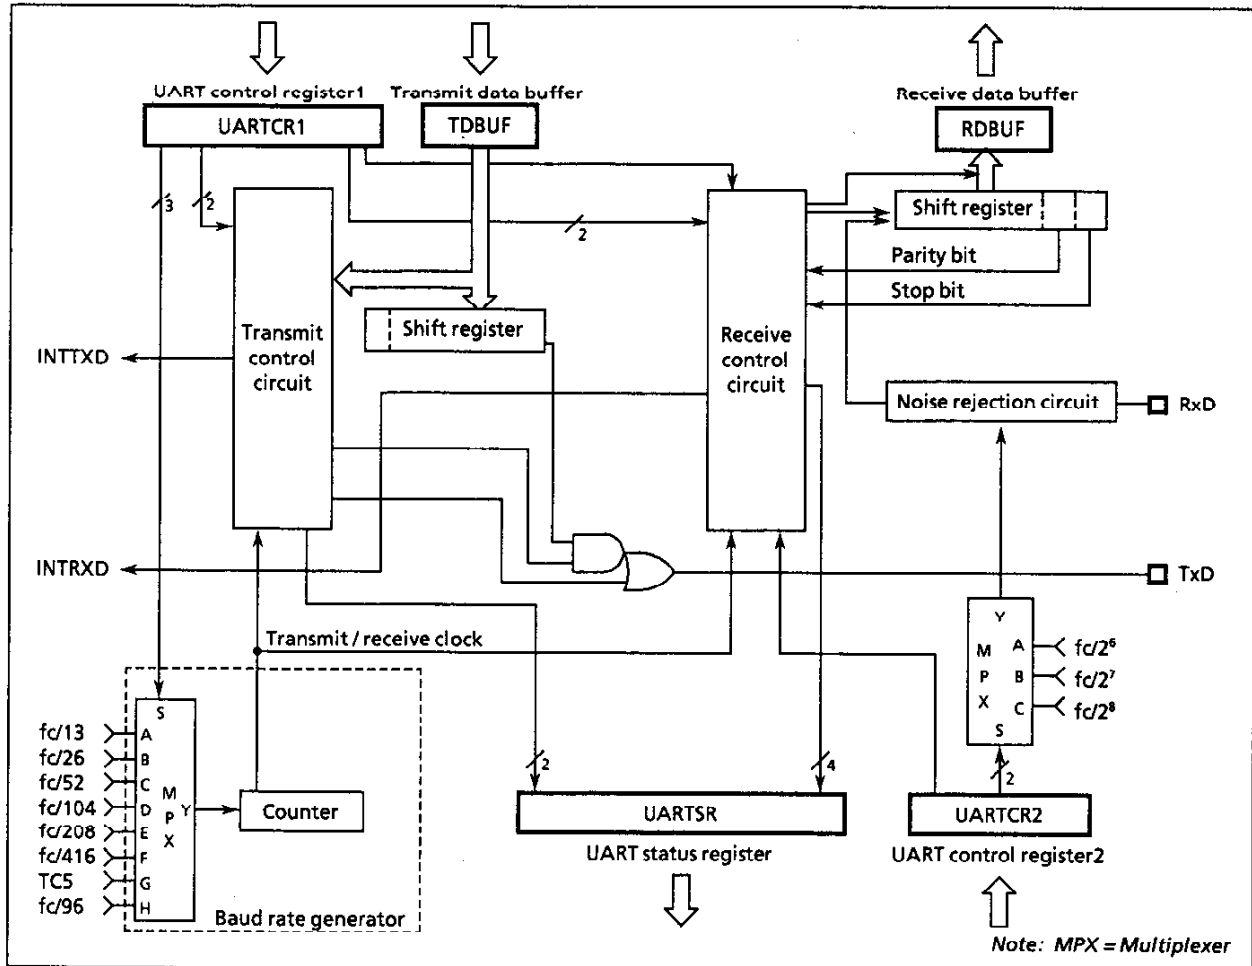 UART control register1
UARTCR1
Transmit data buffer
TDBUF
Receive data buffer
RDBUF
3
2
2
Shift register
Parity bit
Stop bit
Shift register
Transmit
control
circuit
Receive
control
circuit
INTTXD
Noise rejection circuit
RxD
INTRXD
TxD
Transmit / receive clock
Y
M
P
X
A
B
C
S
fc/2⁶
fc/2⁷
fc/2⁸
S
fc/13
A
fc/26
B
fc/52
C
fc/104
D
fc/208
E
fc/416
F
TC5
G
fc/96
H
M
P
X
Y
Counter
Baud rate generator
2
4
2
UARTSR
UART status register
UARTCR2
UART control register2
Note: MPX = Multiplexer